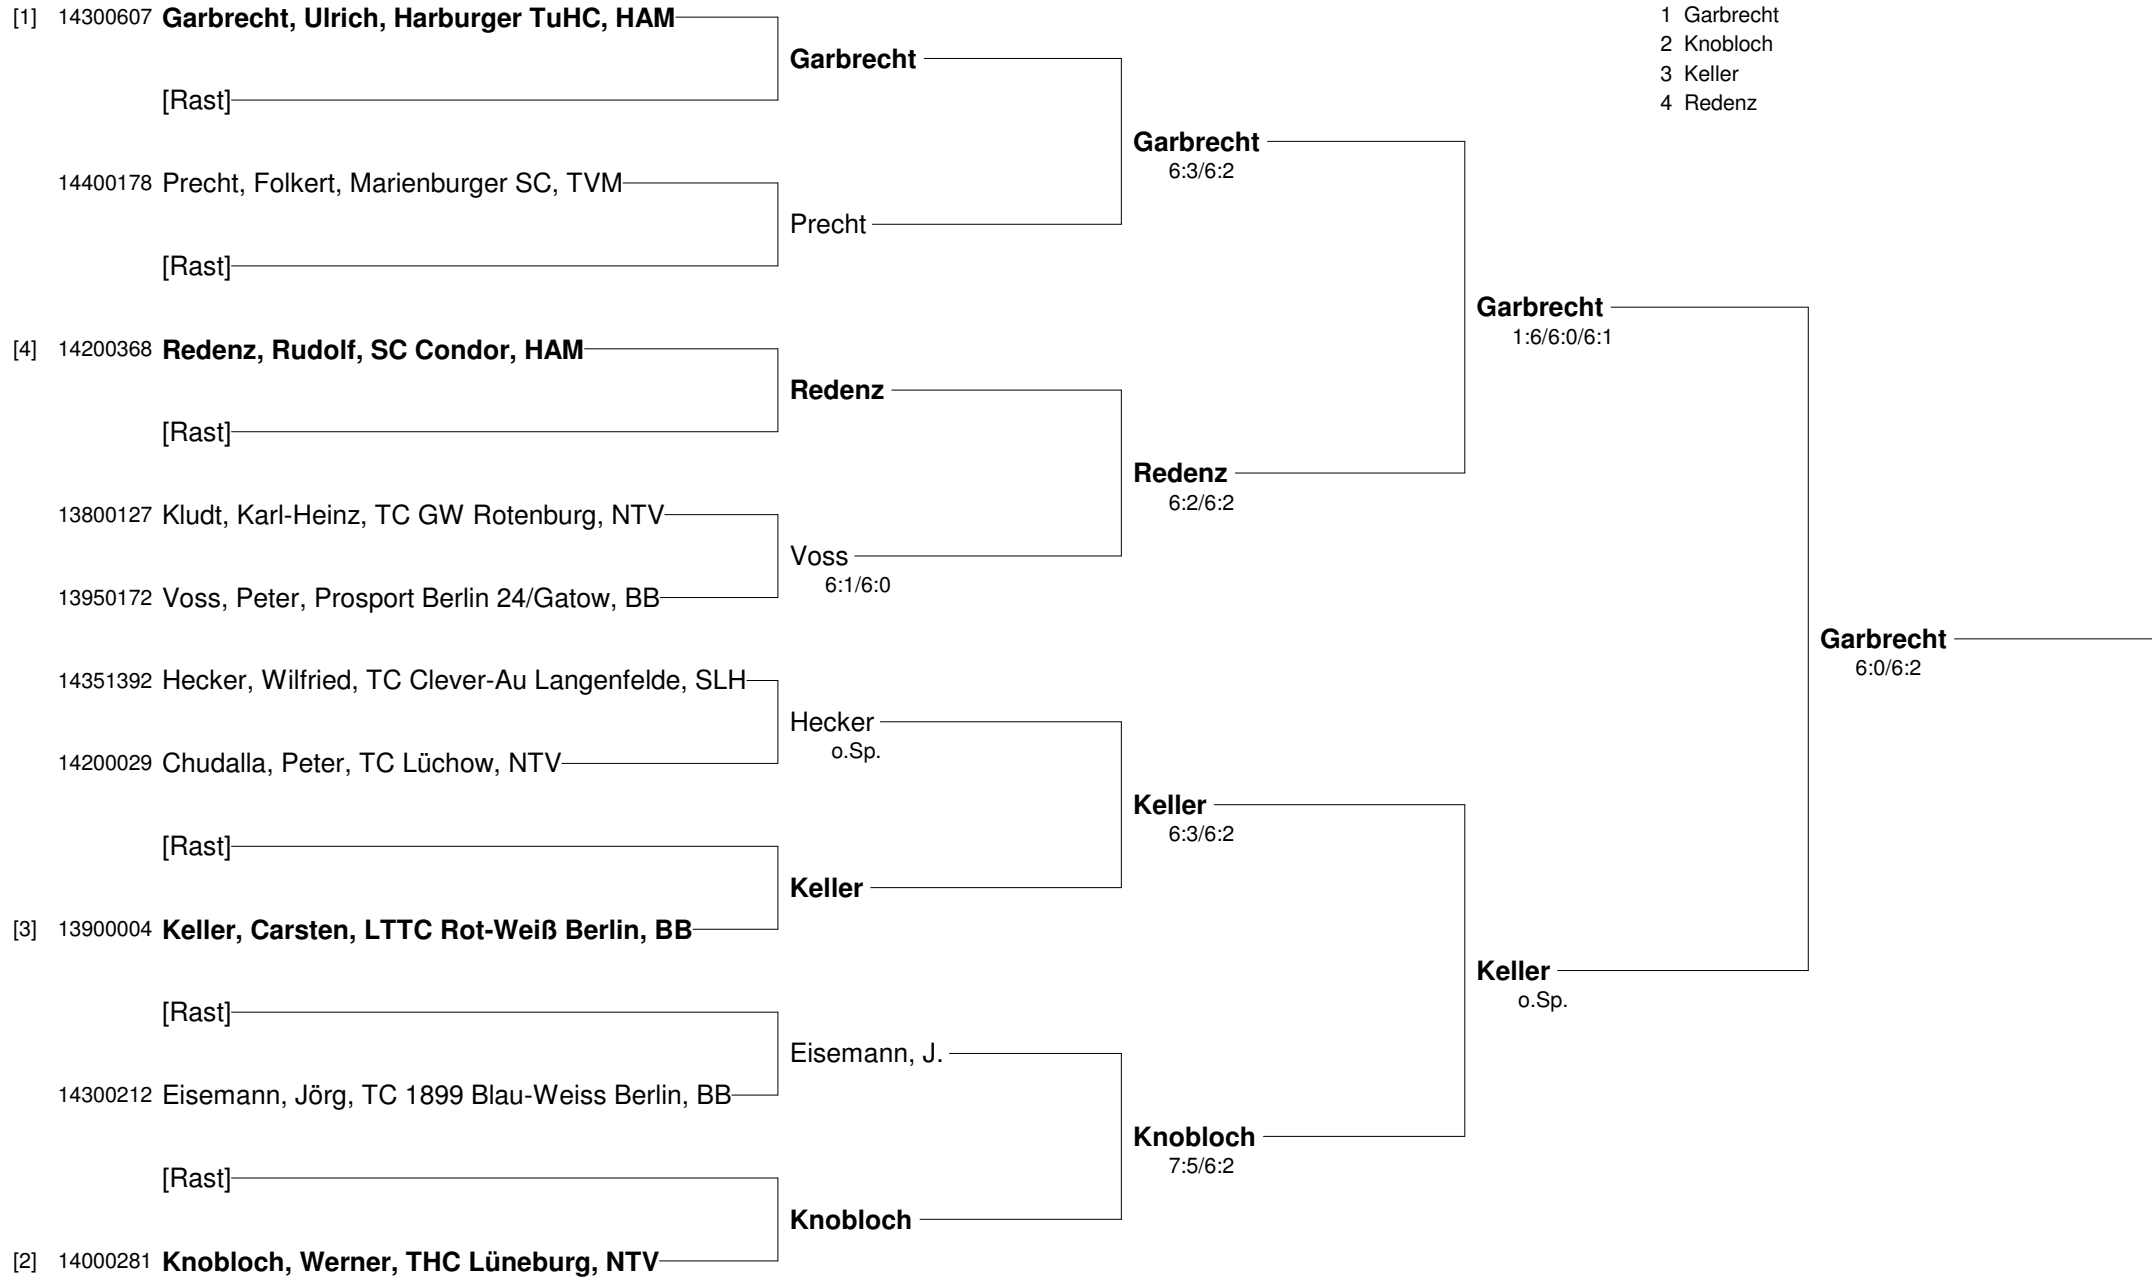 [1] 14300607 Garbrecht, Ulrich, Harburger TuHC, HAM
1 Garbrecht
2 Knobloch
3 Keller
4 Redenz
Garbrecht
[Rast]
Garbrecht
6:3/6:2
14400178 Precht, Folkert, Marienburger SC, TVM
Precht
[Rast]
Garbrecht
1:6/6:0/6:1
[4] 14200368 Redenz, Rudolf, SC Condor, HAM
Redenz
[Rast]
Redenz
6:2/6:2
13800127 Kludt, Karl-Heinz, TC GW Rotenburg, NTV
Voss
6:1/6:0
13950172 Voss, Peter, Prosport Berlin 24/Gatow, BB
Garbrecht
6:0/6:2
14351392 Hecker, Wilfried, TC Clever-Au Langenfelde, SLH
Hecker
o.Sp.
14200029 Chudalla, Peter, TC Lüchow, NTV
Keller
6:3/6:2
[Rast]
Keller
[3] 13900004 Keller, Carsten, LTTC Rot-Weiß Berlin, BB
Keller
o.Sp.
[Rast]
Eisemann, J.
14300212 Eisemann, Jörg, TC 1899 Blau-Weiss Berlin, BB
Knobloch
7:5/6:2
[Rast]
Knobloch
[2] 14000281 Knobloch, Werner, THC Lüneburg, NTV